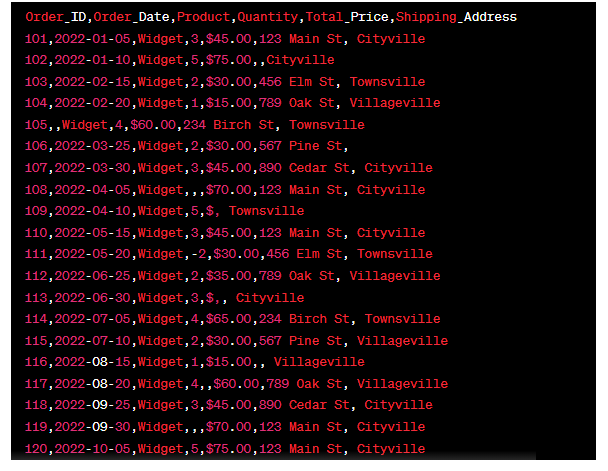 Order_ID,Order_Date,Product,Quantity,Total_Price,Shipping_Address
101,2022-01-05,Widget,3,$45.00,123 Main St, Cityville
102,2022-01-10,Widget,5,$75.00,,Cityville
103,2022-02-15,Widget,2,$30.00,456 Elm St, Townsville
104,2022-02-20,Widget,1,$15.00,789 Oak St, Villageville
105,,Widget,4,$60.00,234 Birch St, Townsville
106,2022-03-25,Widget,2,$30.00,567 Pine St,
107,2022-03-30,Widget,3,$45.00,890 Cedar St, Cityville
108,2022-04-05,Widget,,,$70.00,123 Main St, Cityville
109,2022-04-10,Widget,5,$, Townsville
110,2022-05-15,Widget,3,$45.00,123 Main St, Cityville
111,2022-05-20,Widget,-2,$30.00,456 Elm St, Townsville
112,2022-06-25,Widget,2,$35.00,789 Oak St, Villageville
113,2022-06-30,Widget,3,$,, Cityville
114,2022-07-05,Widget,4,$65.00,234 Birch St, Townsville
115,2022-07-10,Widget,2,$30.00,567 Pine St, Villageville
116,2022-08-15,Widget,1,$15.00,, Villageville
117,2022-08-20,Widget,4,,$60.00,789 Oak St, Villageville
118,2022-09-25,Widget,3,$45.00,890 Cedar St, Cityville
119,2022-09-30,Widget,,,$70.00,123 Main St, Cityville
120,2022-10-05,Widget,5,$75.00,123 Main St, Cityville